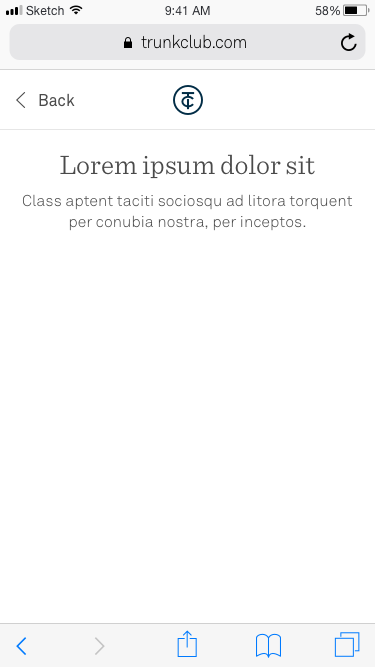 Sketch 9:41 AM 58%
trunkclub.com
Back
TC
Lorem ipsum dolor sit
Class aptent taciti sociosqu ad litora torquent
per conubia nostra, per inceptos.